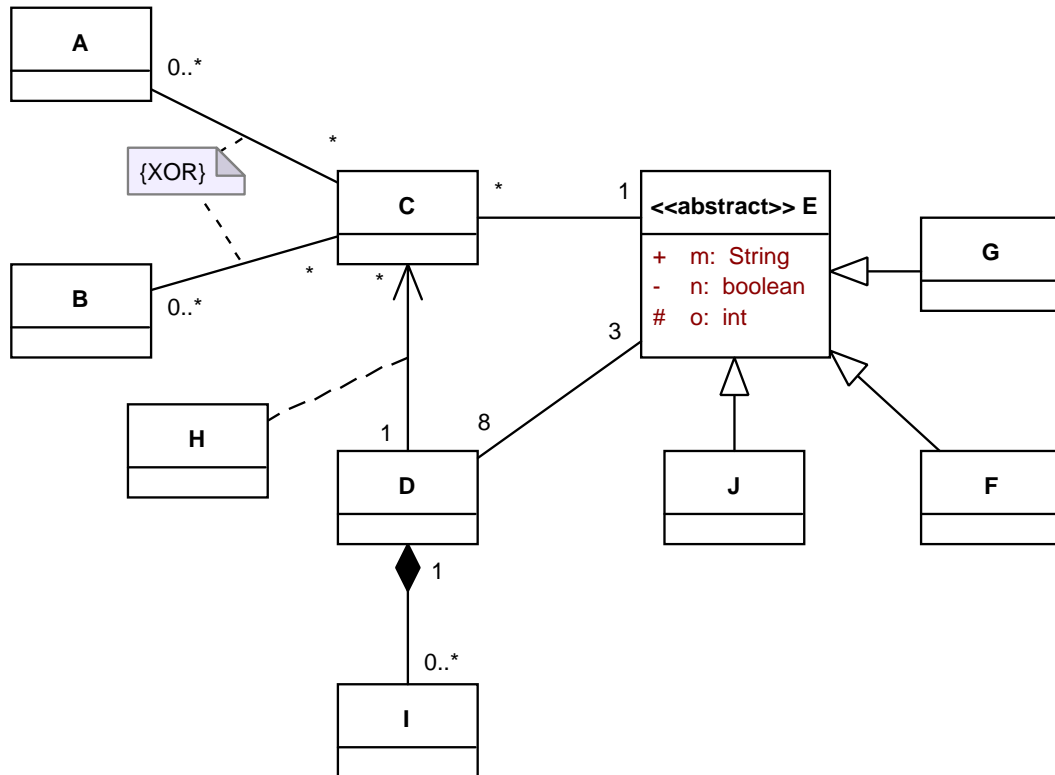 A
0..*
*
{XOR}
C
*
1
<<abstract>> E
+ m: String
- n: boolean
# o: int
G
B
0..*
*
*
3
H
1
8
D
J
F
1
0..*
I